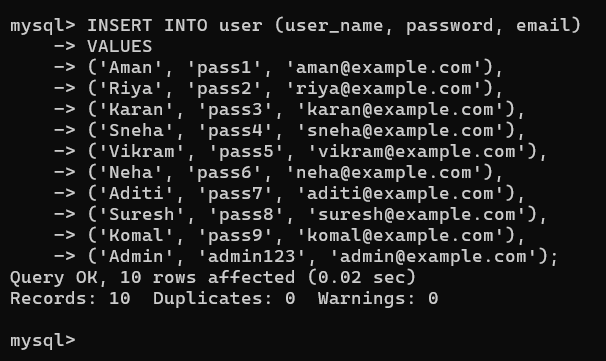 mysql> INSERT INTO user (user_name, password, email)
    -> VALUES
    -> ('Aman', 'pass1', 'aman@example.com'),
    -> ('Riya', 'pass2', 'riya@example.com'),
    -> ('Karan', 'pass3', 'karan@example.com'),
    -> ('Sneha', 'pass4', 'sneha@example.com'),
    -> ('Vikram', 'pass5', 'vikram@example.com'),
    -> ('Neha', 'pass6', 'neha@example.com'),
    -> ('Aditi', 'pass7', 'aditi@example.com'),
    -> ('Suresh', 'pass8', 'suresh@example.com'),
    -> ('Komal', 'pass9', 'komal@example.com'),
    -> ('Admin', 'admin123', 'admin@example.com');
Query OK, 10 rows affected (0.02 sec)
Records: 10  Duplicates: 0  Warnings: 0

mysql>